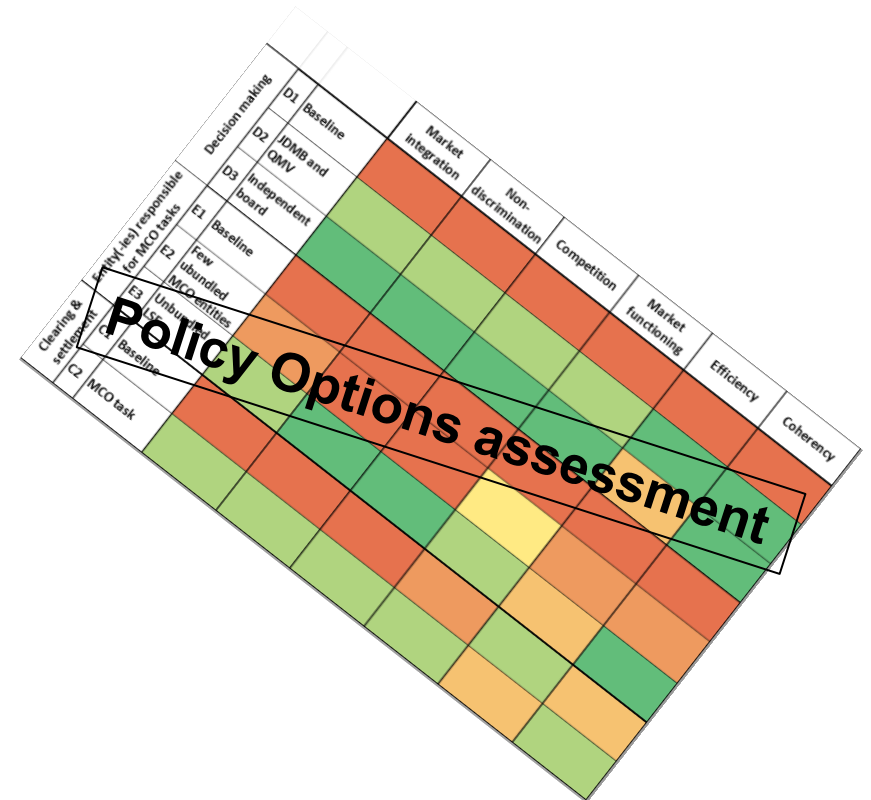 Market
integration
Non-
discrimination
Competition
Market
functioning
Efficiency
Coherency
Decision making
D1 Baseline
D2 JDMB and
QMV
D3 Independent
board
Entity(-ies) responsible
for MCO tasks
E1 Baseline
E2 Few
ubundled
MCO entities
E3 Unbundled
Clearing &
settlement
C1 Baseline
C2 MCO task
Policy Options assessment